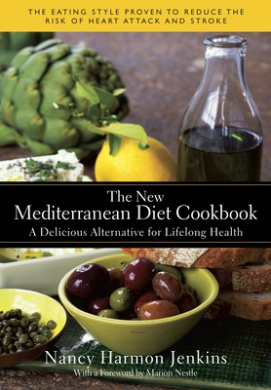 THE EATING STYLE PROVEN TO REDUCE THE
RISK OF HEART ATTACK AND STROKE
The New
Mediterranean Diet Cookbook
A Delicious Alternative for Lifelong Health
Nancy Harmon Jenkins
With a Foreword by Marion Nestle